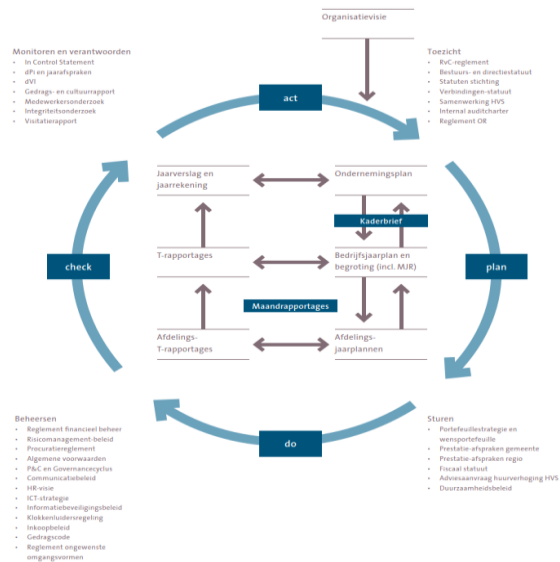 Organisatievisie
Monitoren en verantwoorden
• In Control Statement
• dPi en jaarafspraken
• dVI
• Gedrags- en cultuurrapport
• Medewerkersonderzoek
• Integriteitsonderzoek
• Visitatierapport
Toezicht
• RvC-reglement
• Bestuurs- en directiestatuut
• Statuten stichting
• Verbindingen-statuut
• Samenwerking HVS
• Internal auditcharter
• Reglement OR
act
Jaarverslag en
jaarrekening
Ondernemingsplan
Kaderbrief
check
T-rapportages
Bedrijfsjaarplan en
begroting (incl. MJR)
plan
Maandrapportages
Afdelings-
T-rapportages
Afdelings-
jaarplannen
do
Beheersen
• Reglement financieel beheer
• Risicomanagement-beleid
• Procuratiereglement
• Algemene voorwaarden
• P&C en Governancecyclus
• Communicatiebeleid
• HR-visie
• ICT-strategie
• Informatiebeveiligingsbeleid
• Klokkenluidersregeling
• Inkoopbeleid
• Gedragscode
• Reglement ongewenste
omgangsvormen
Sturen
• Portefeuillestrategie en
wensportefeuille
• Prestatie-afspraken gemeente
• Prestatie-afspraken regio
• Fiscaal statuut
• Adviesaanvraag huurverhoging HVS
• Duurzaamheidsbeleid